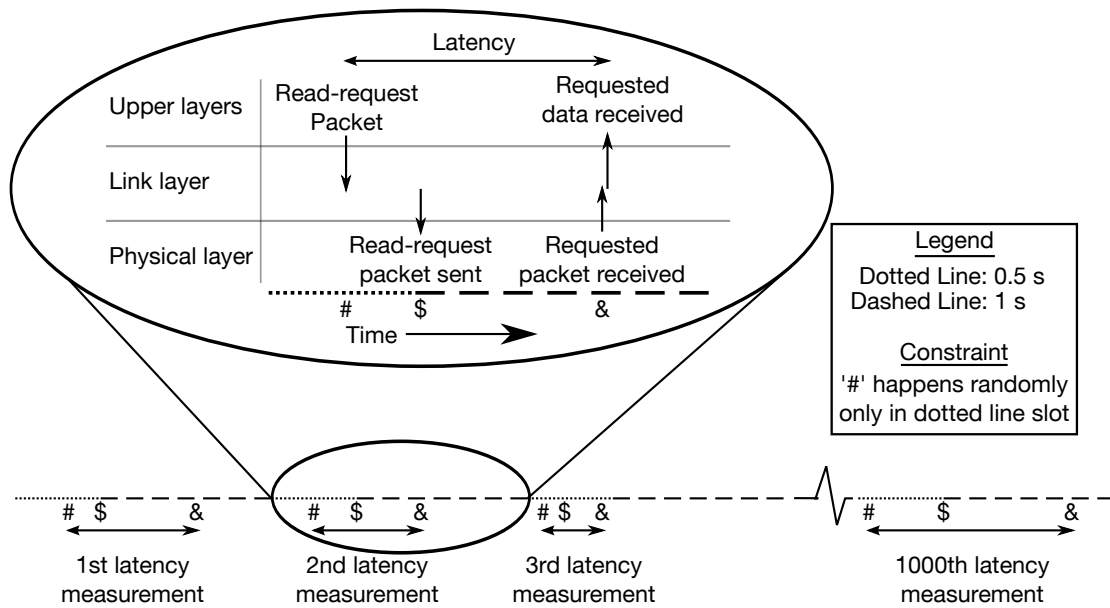 Latency
Upper layers
Read-request
Packet
Requested
data received
Link layer
Physical layer
Read-request
packet sent
Requested
packet received
# $ &
Time
Legend
Dotted Line: 0.5 s
Dashed Line: 1 s
Constraint
'#' happens randomly
only in dotted line slot
# $ &
# $ &
# $ &
# $ &
1st latency
measurement
2nd latency
measurement
3rd latency
measurement
1000th latency
measurement